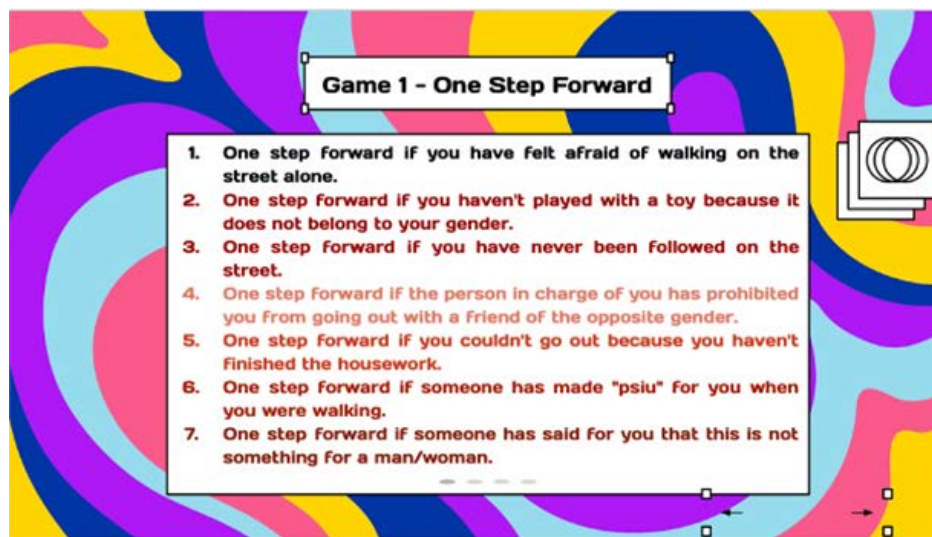 Game 1 - One Step Forward
1. One step forward if you have felt afraid of walking on the
street alone.
2. One step forward if you haven't played with a toy because it
does not belong to your gender.
3. One step forward if you have never been followed on the
street.
4. One step forward if the person in charge of you has prohibited
you from going out with a friend of the opposite gender.
5. One step forward if you couldn't go out because you haven't
finished the housework.
6. One step forward if someone has made "psiu" for you when
you were walking.
7. One step forward if someone has said for you that this is not
something for a man/woman.